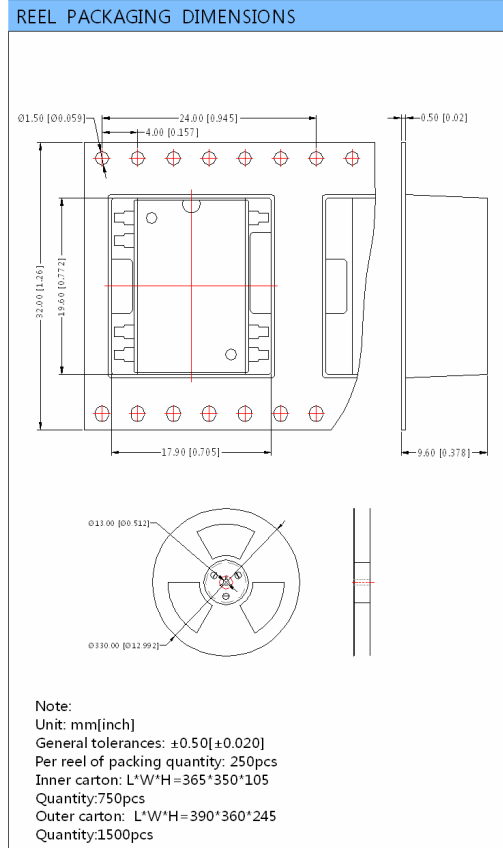 REEL PACKAGING DIMENSIONS
Ø1.50 [Ø0.059]
24.00 [0.945]
0.50 [0.02]
4.00 [0.157]
32.00 [1.26]
19.60 [0.772]
17.90 [0.705]
9.60 [0.378]
Ø13.00 [Ø0.512]
Ø330.00 [Ø12.992]
Note:
Unit: mm[inch]
General tolerances: ±0.50[±0.020]
Per reel of packing quantity: 250pcs
Inner carton: L*W*H=365*350*105
Quantity:750pcs
Outer carton: L*W*H=390*360*245
Quantity:1500pcs